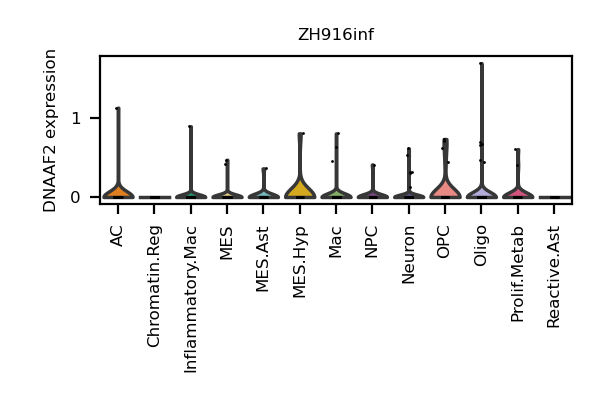 ZH916inf
DNAAF2 expression
1
0
AC
Chromatin.Reg
Inflammatory.Mac
MES
MES.Ast
MES.Hyp
Mac
NPC
Neuron
OPC
Oligo
Prolif.Metab
Reactive.Ast